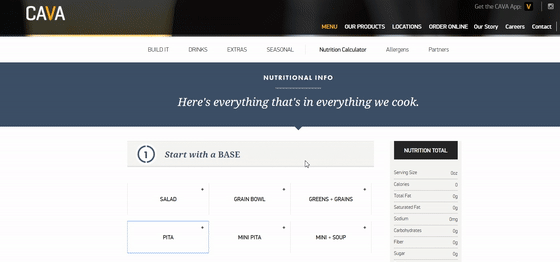 CAVA
Get the CAVA App:
MENU OUR PRODUCTS LOCATIONS ORDER ONLINE Our Story Careers Contact
BUILD IT DRINKS EXTRAS SEASONAL Nutrition Calculator Allergens Partners
NUTRITIONAL INFO
Here's everything that's in everything we cook.
1 Start with a BASE
SALAD + GRAIN BOWL + GREENS + GRAINS +
PITA + MINI PITA + MINI + SOUP +
NUTRITION TOTAL
Serving Size 0oz
Calories 0
Total Fat 0g
Saturated Fat 0g
Sodium 0mg
Carbohydrates 0g
Fiber 0g
Sugar 0g